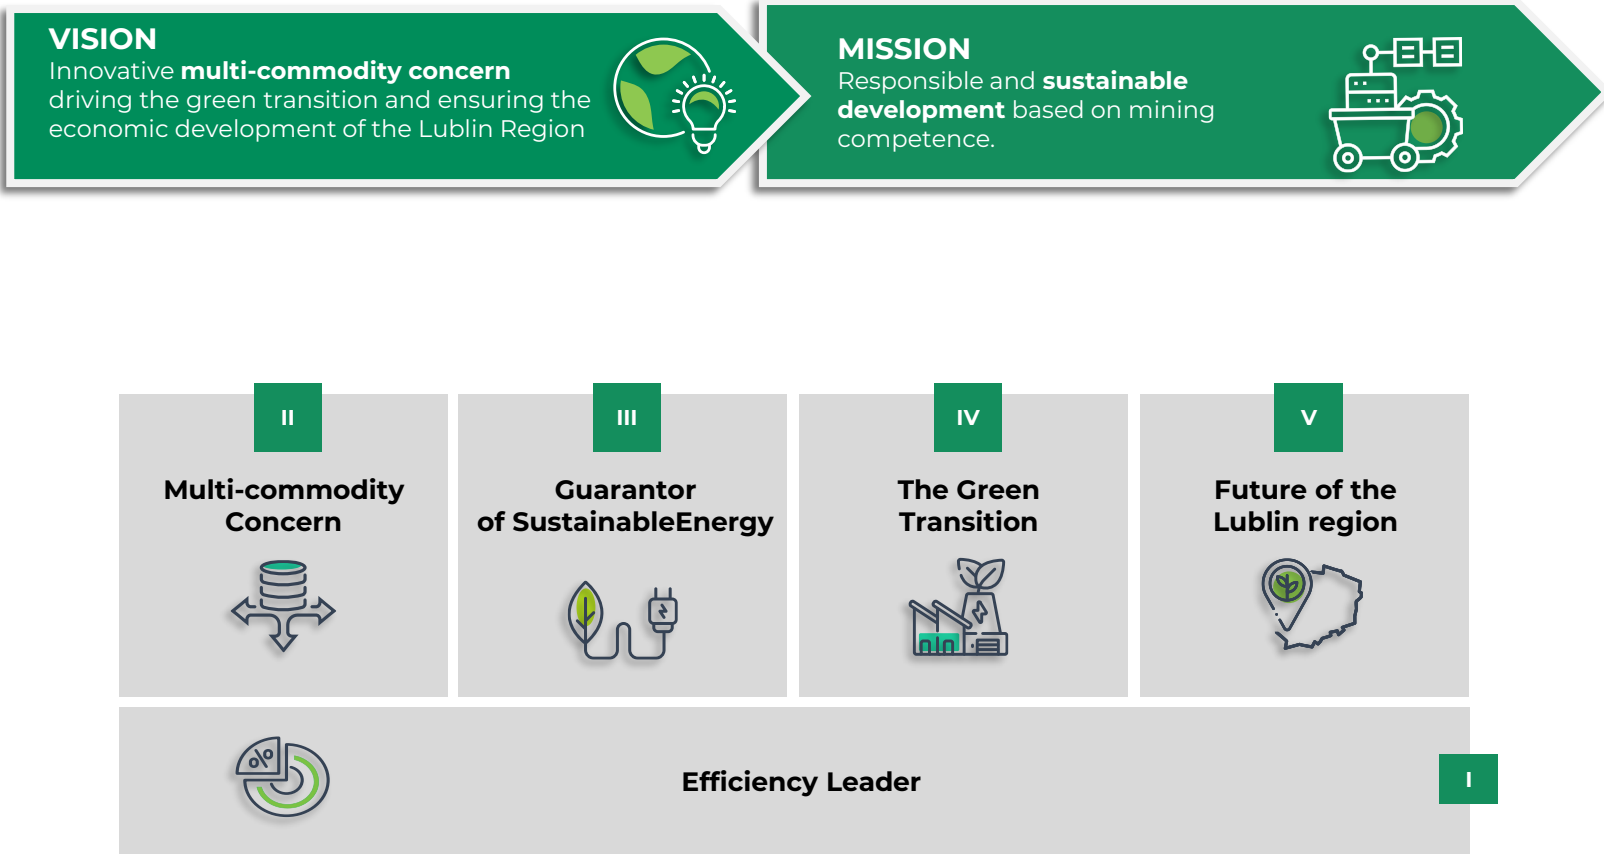 VISION
Innovative multi-commodity concern
driving the green transition and ensuring the
economic development of the Lublin Region
MISSION
Responsible and sustainable
development based on mining
competence.
II
Multi-commodity
Concern
III
Guarantor
of SustainableEnergy
IV
The Green
Transition
V
Future of the
Lublin region
%
Efficiency Leader
I